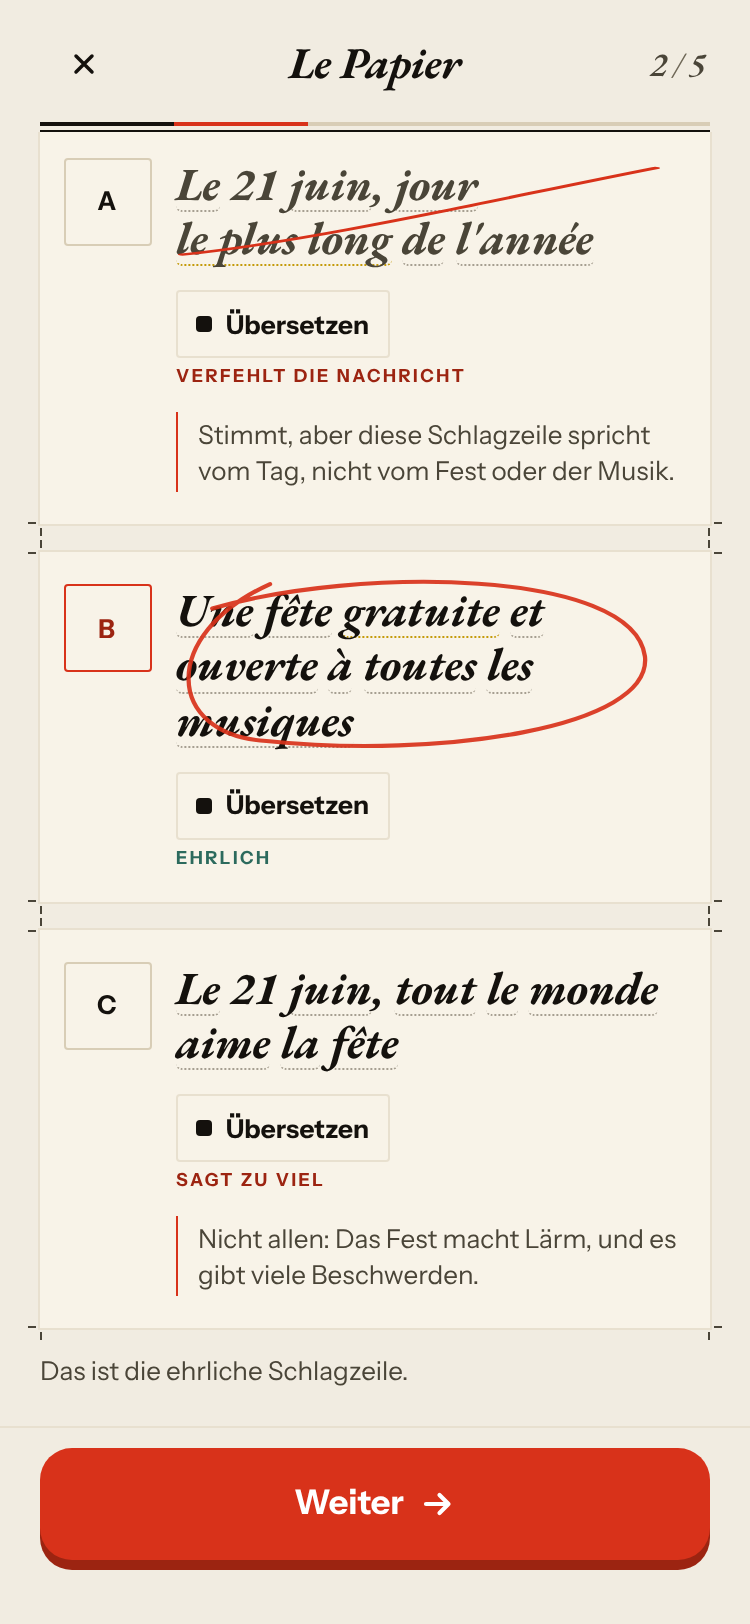 Le Papier
2 / 5
A
Le 21 juin, jour
le plus long de l'année
Übersetzen
VERFEHLT DIE NACHRICHT
Stimmt, aber diese Schlagzeile spricht
vom Tag, nicht vom Fest oder der Musik.
B
Une fête gratuite et
ouverte à toutes les
musiques
Übersetzen
EHRLICH
C
Le 21 juin, tout le monde
aime la fête
Übersetzen
SAGT ZU VIEL
Nicht allen: Das Fest macht Lärm, und es
gibt viele Beschwerden.
Das ist die ehrliche Schlagzeile.
Weiter →